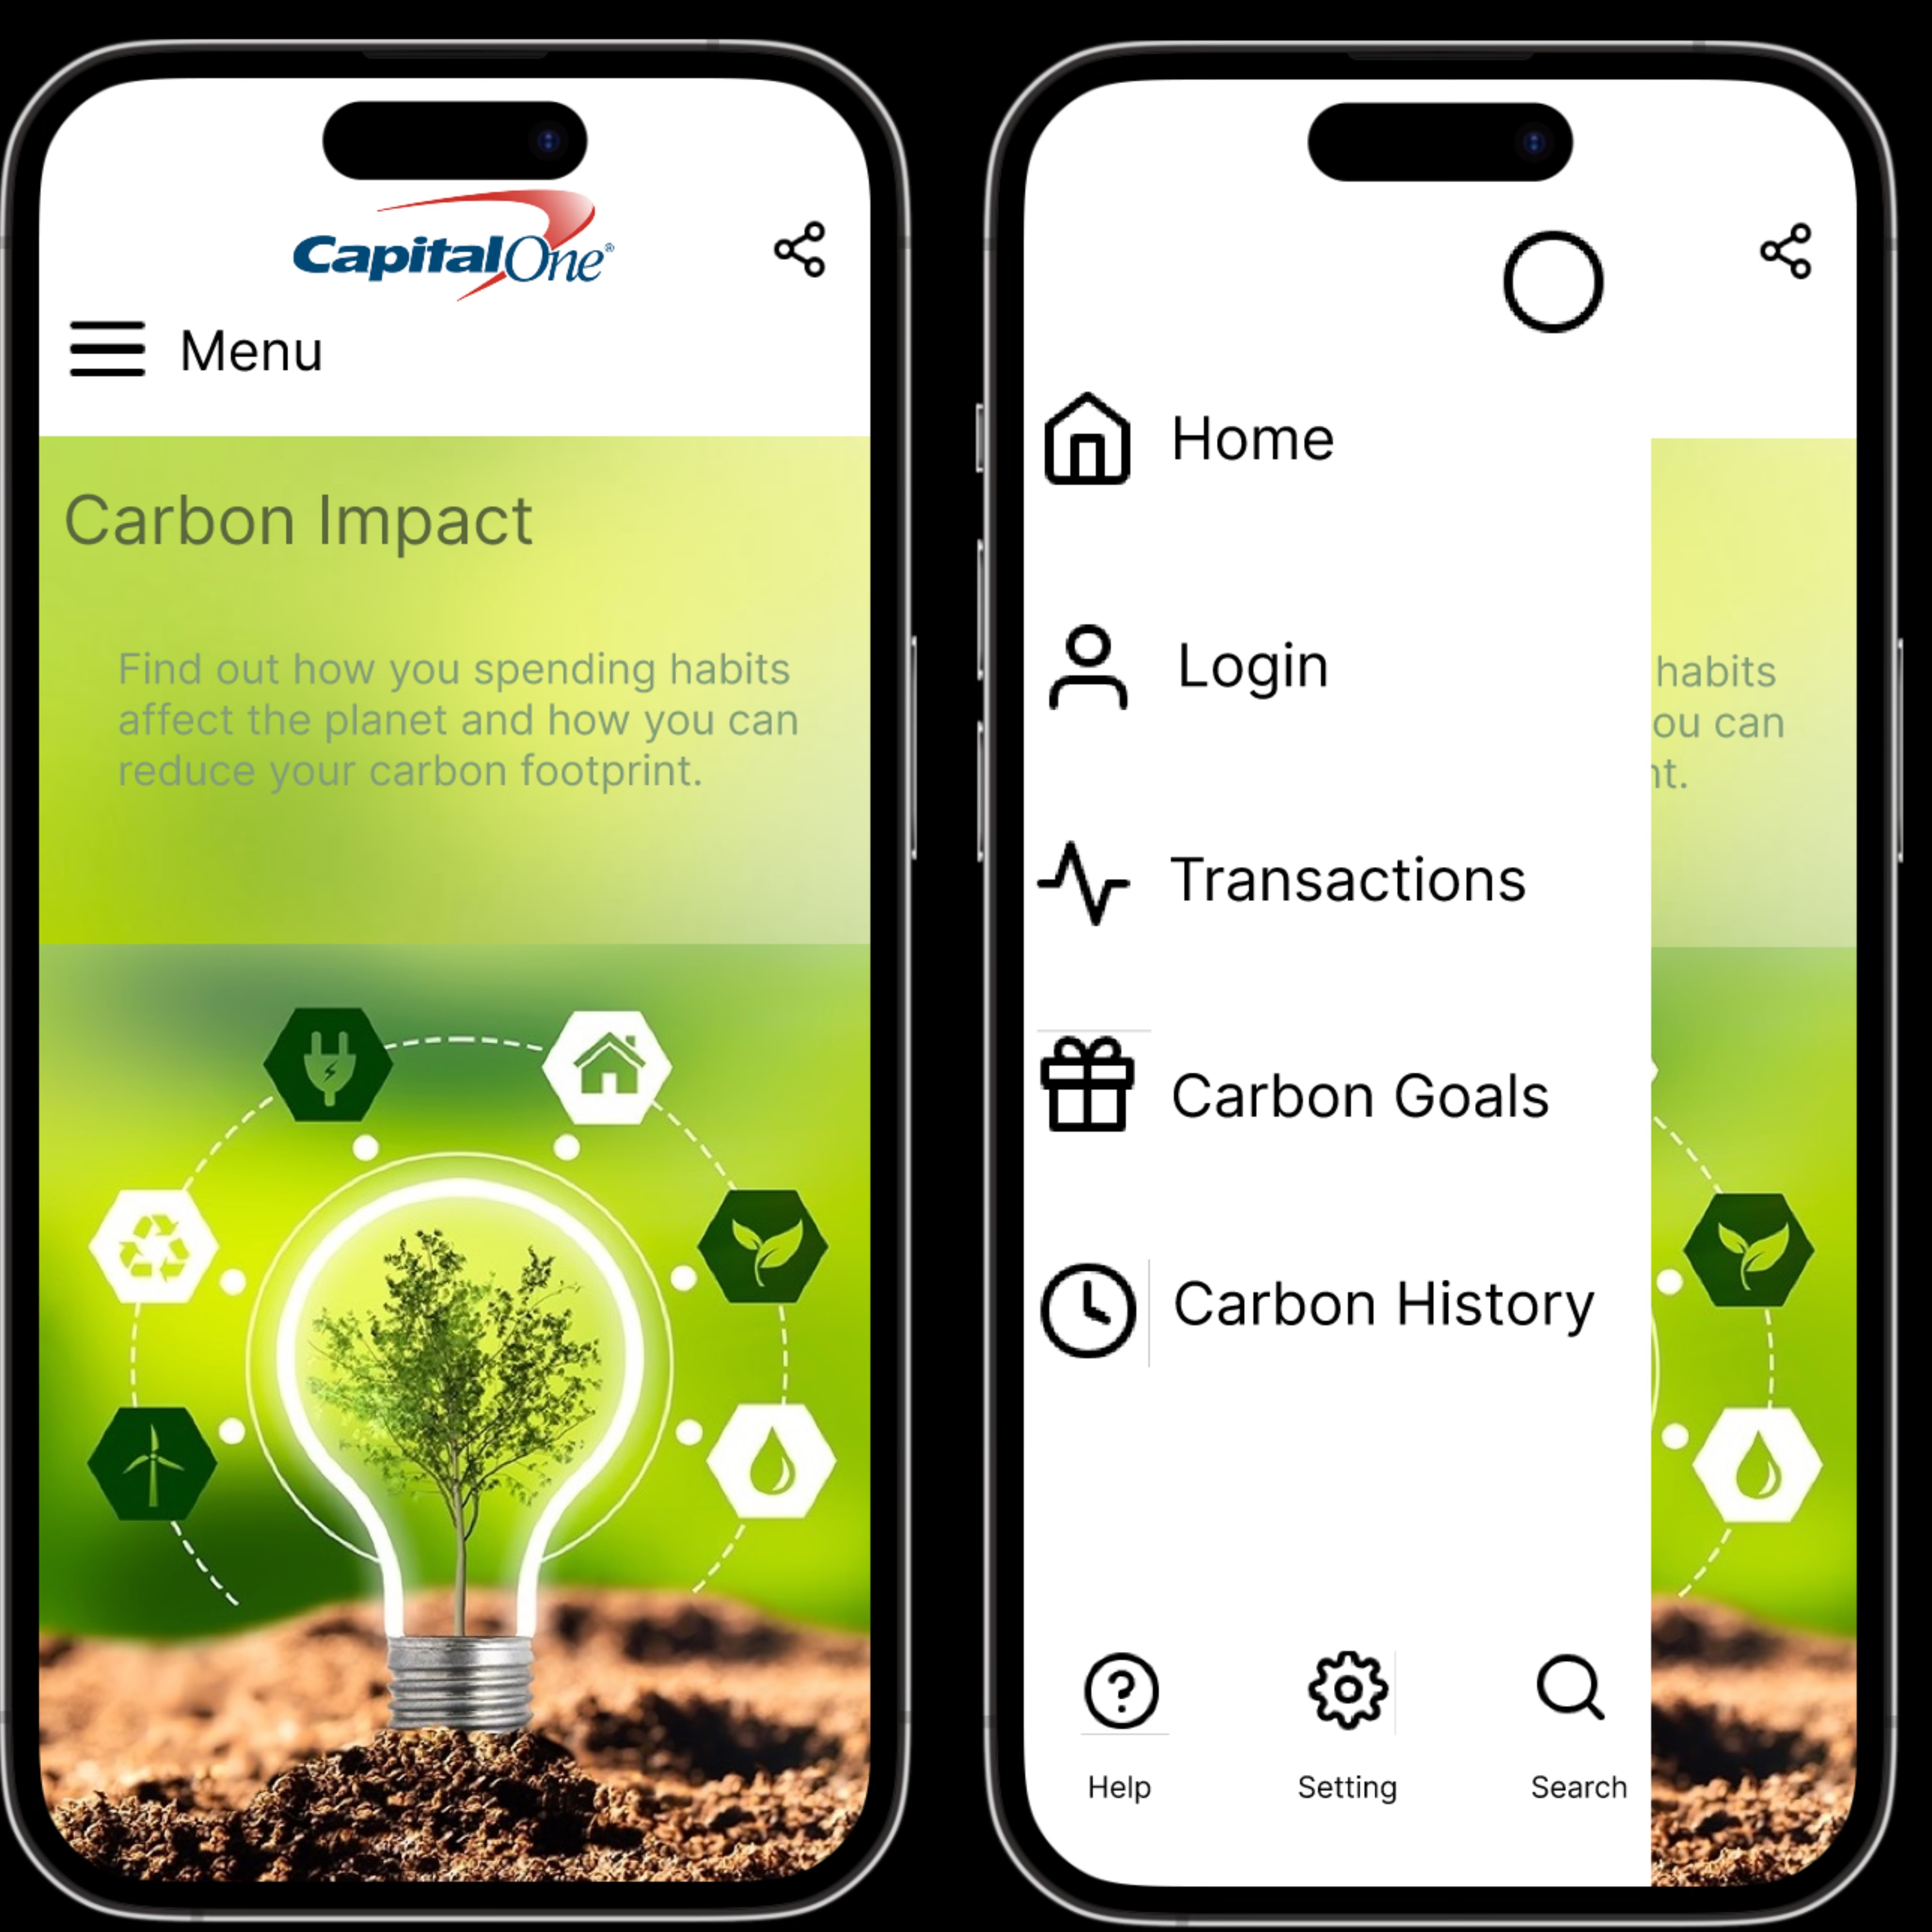 CapitalOne®
Menu
Carbon Impact
Find out how you spending habits
affect the planet and how you can
reduce your carbon footprint.
Home
Login
Transactions
Carbon Goals
Carbon History
Help
Setting
Search
habits
ou can
nt.